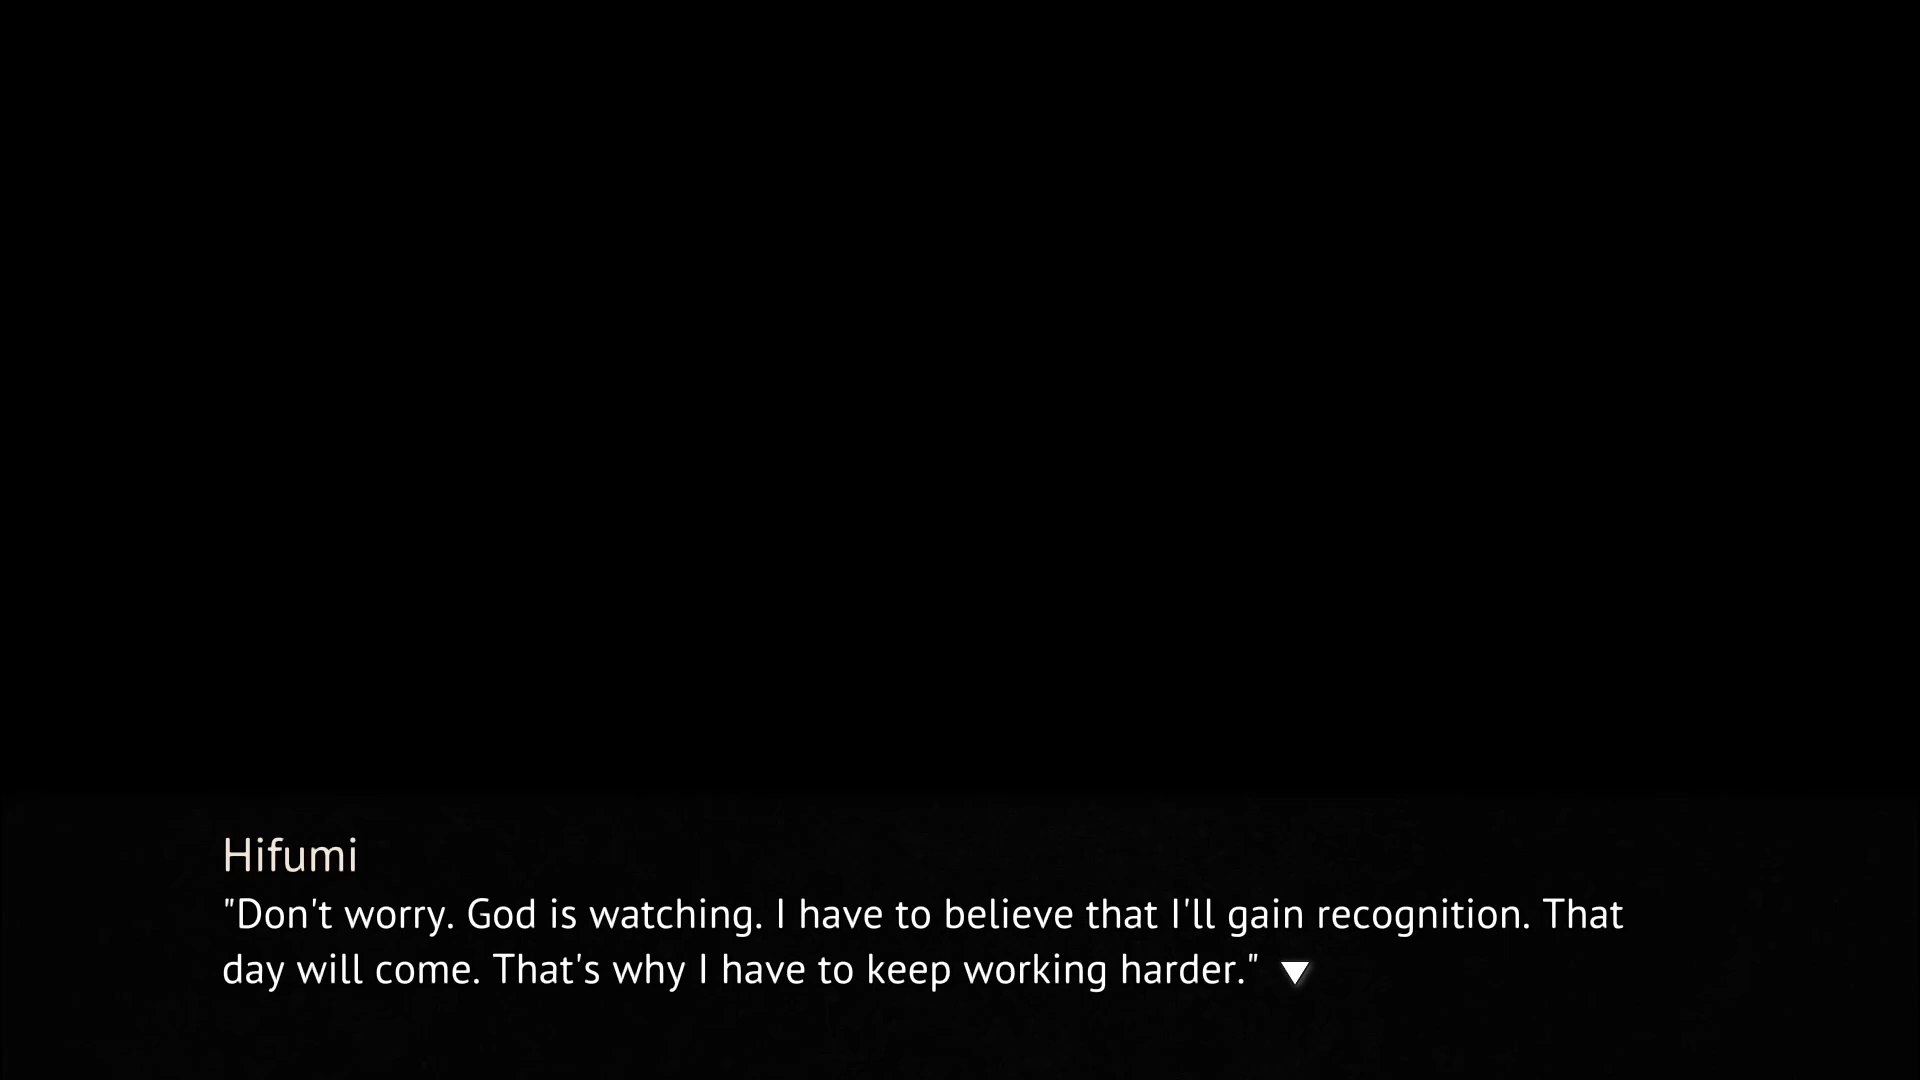 Hifumi
"Don't worry. God is watching. I have to believe that I'll gain recognition. That
day will come. That's why I have to keep working harder."